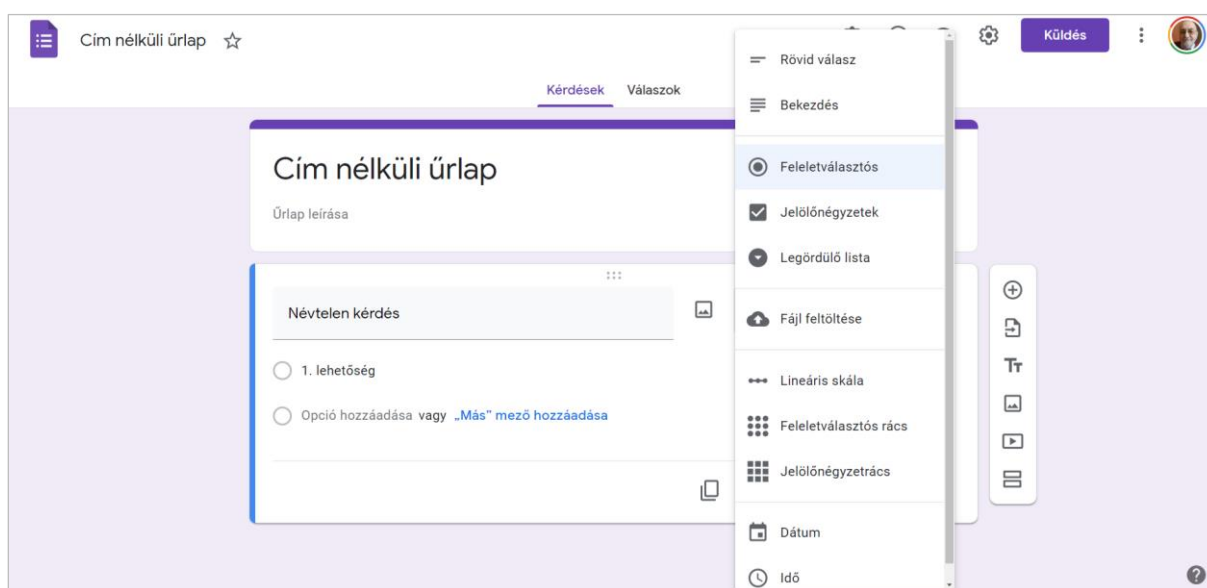 Cím nélküli űrlap
Küldés
Kérdések Válaszok
Cím nélküli űrlap
Űrlap leírása
Névtelen kérdés
1. lehetőség
Opció hozzáadása vagy „Más” mező hozzáadása
Rövid válasz
Bekezdés
Feleletválasztós
Jelölőnégyzetek
Legördülő lista
Fájl feltöltése
Lineáris skála
Feleletválasztós rács
Jelölőnégyzetrács
Dátum
Idő
Tт